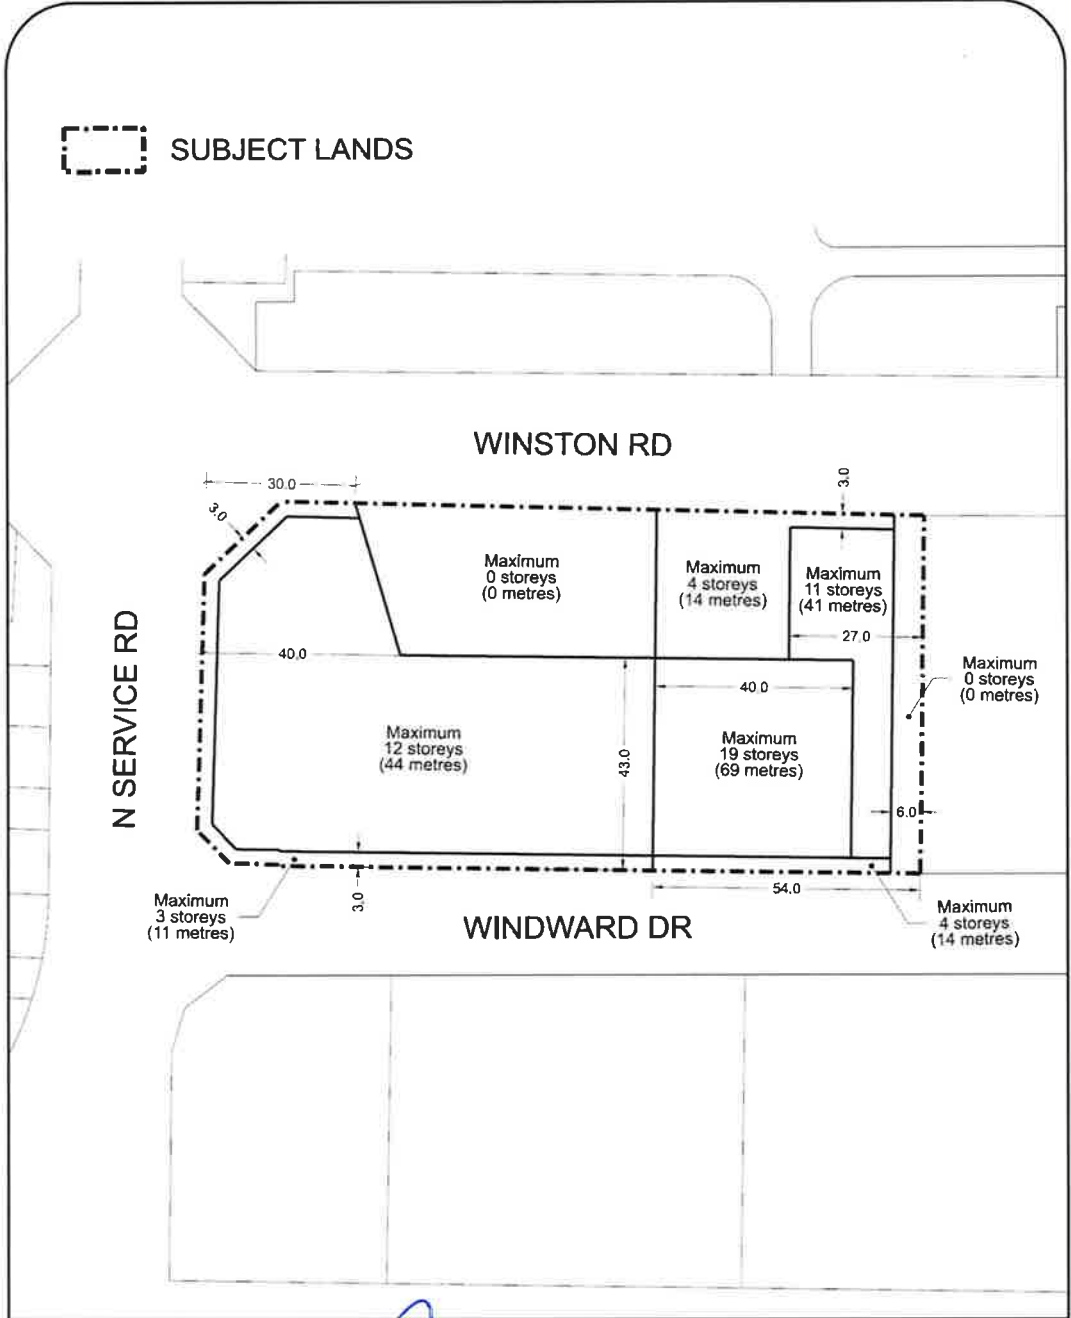 SUBJECT LANDS
WINSTON RD
30.0
3.0
3.0
Maximum
0 storeys
(0 metres)
Maximum
4 storeys
(14 metres)
Maximum
11 storeys
(41 metres)
27.0
N SERVICE RD
40.0
Maximum
0 storeys
(0 metres)
40.0
Maximum
12 storeys
(44 metres)
43.0
Maximum
19 storeys
(69 metres)
6.0
54.0
3.0
Maximum
3 storeys
(11 metres)
WINDWARD DR
Maximum
4 storeys
(14 metres)